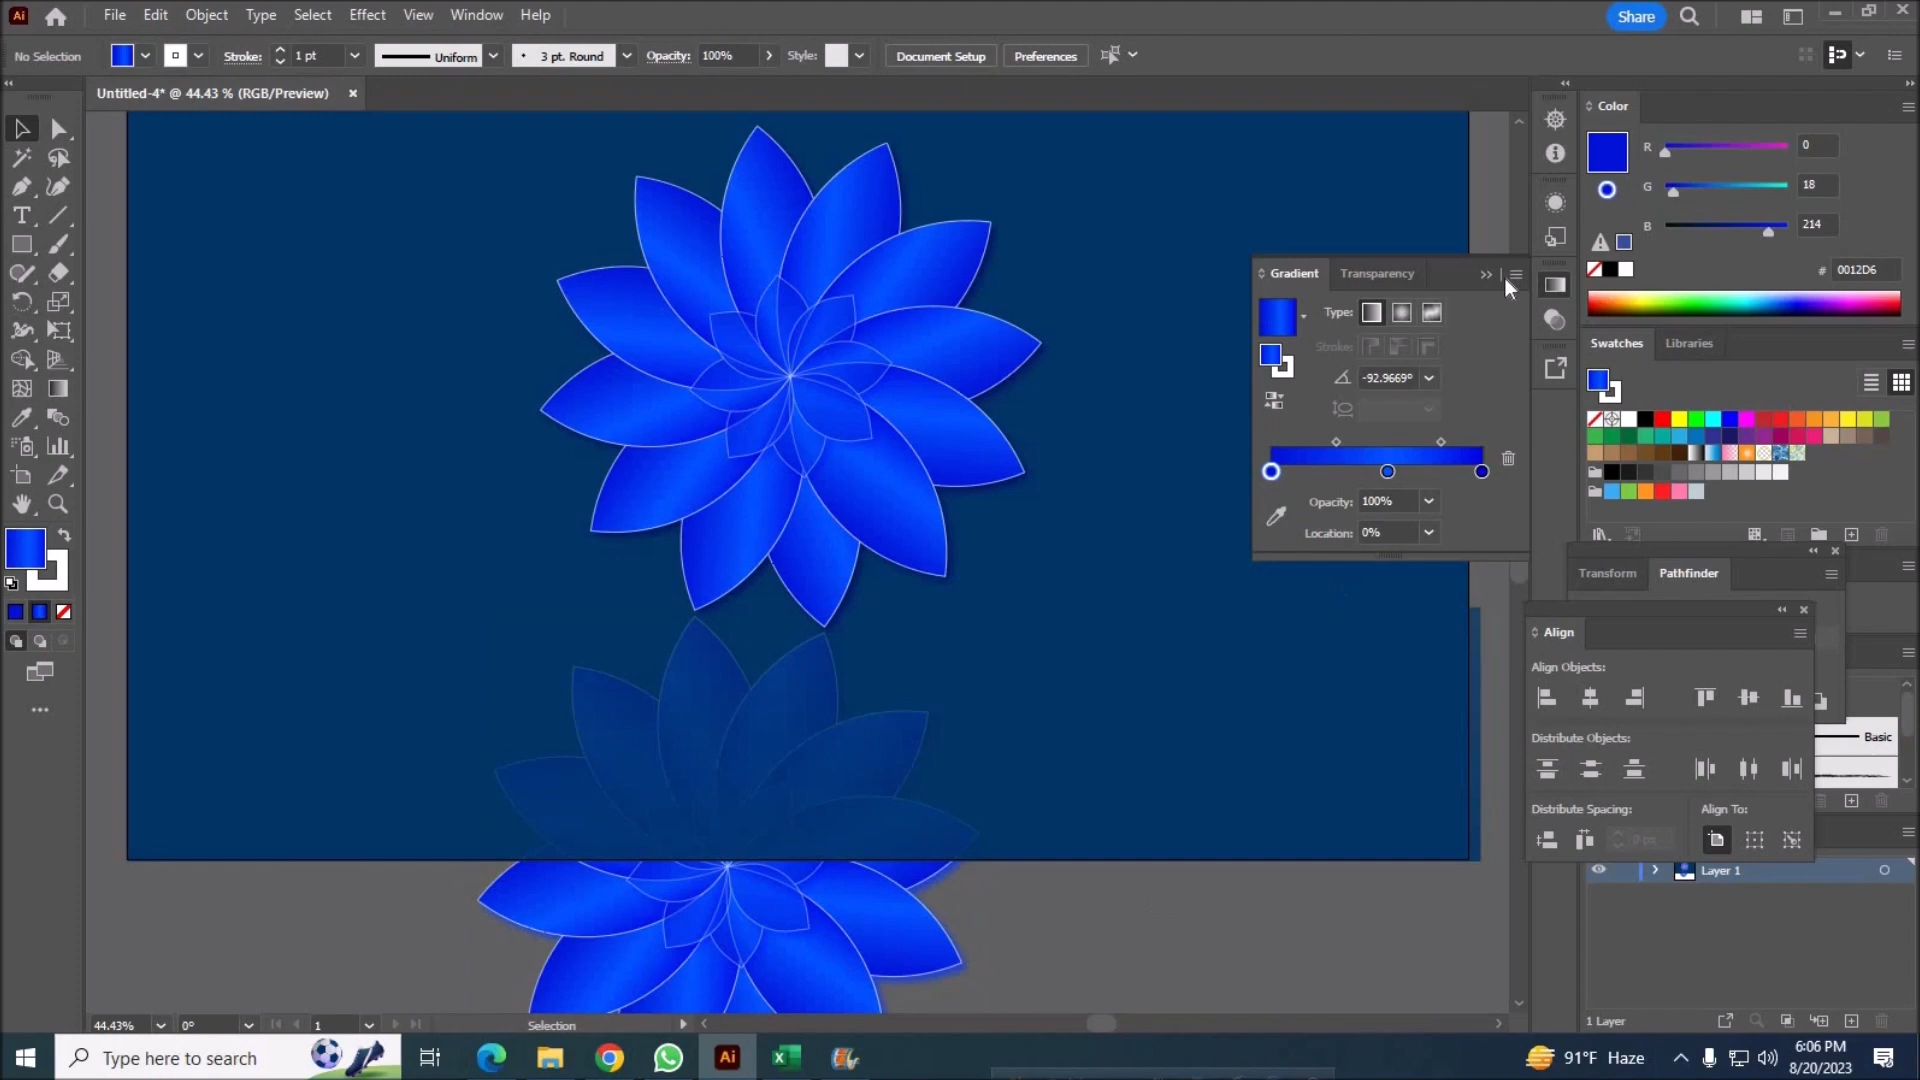 Ai File Edit Object Type Select Effect View Window Help Share
No Selection Stroke: 1 pt Uniform 3 pt. Round Opacity: 100% Style: Document Setup Preferences
Untitled-4* @ 44.43 % (RGB/Preview)
Color
R 0
G 18
B 214
# 0012D6
Gradient Transparency
Type:
Stroke:
-92.9669°
Opacity: 100%
Location: 0%
Swatches Libraries
Transform Pathfinder
Align
Align Objects:
Distribute Objects:
Basic
Distribute Spacing: Align To:
0 px
Layer 1
1 Layer
44.43% 0° 1 Selection
Type here to search Ai 91°F Haze 6:06 PM
8/20/2023